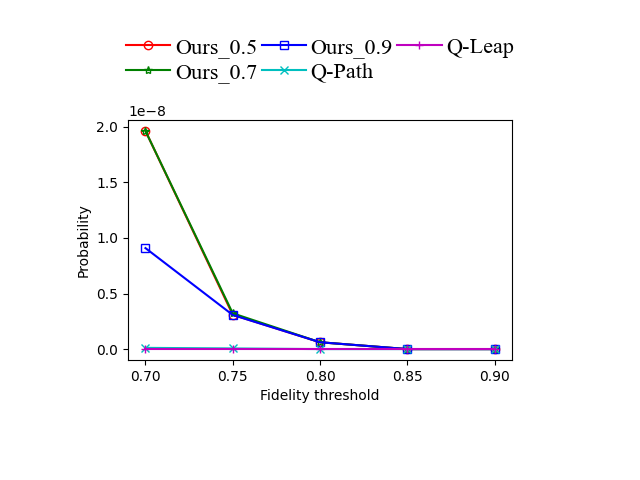 Ours_0.5 Ours_0.9 Q-Leap
Ours_0.7 Q-Path
1e−8
2.0
1.5
1.0
0.5
0.0
Probability
0.70 0.75 0.80 0.85 0.90
Fidelity threshold